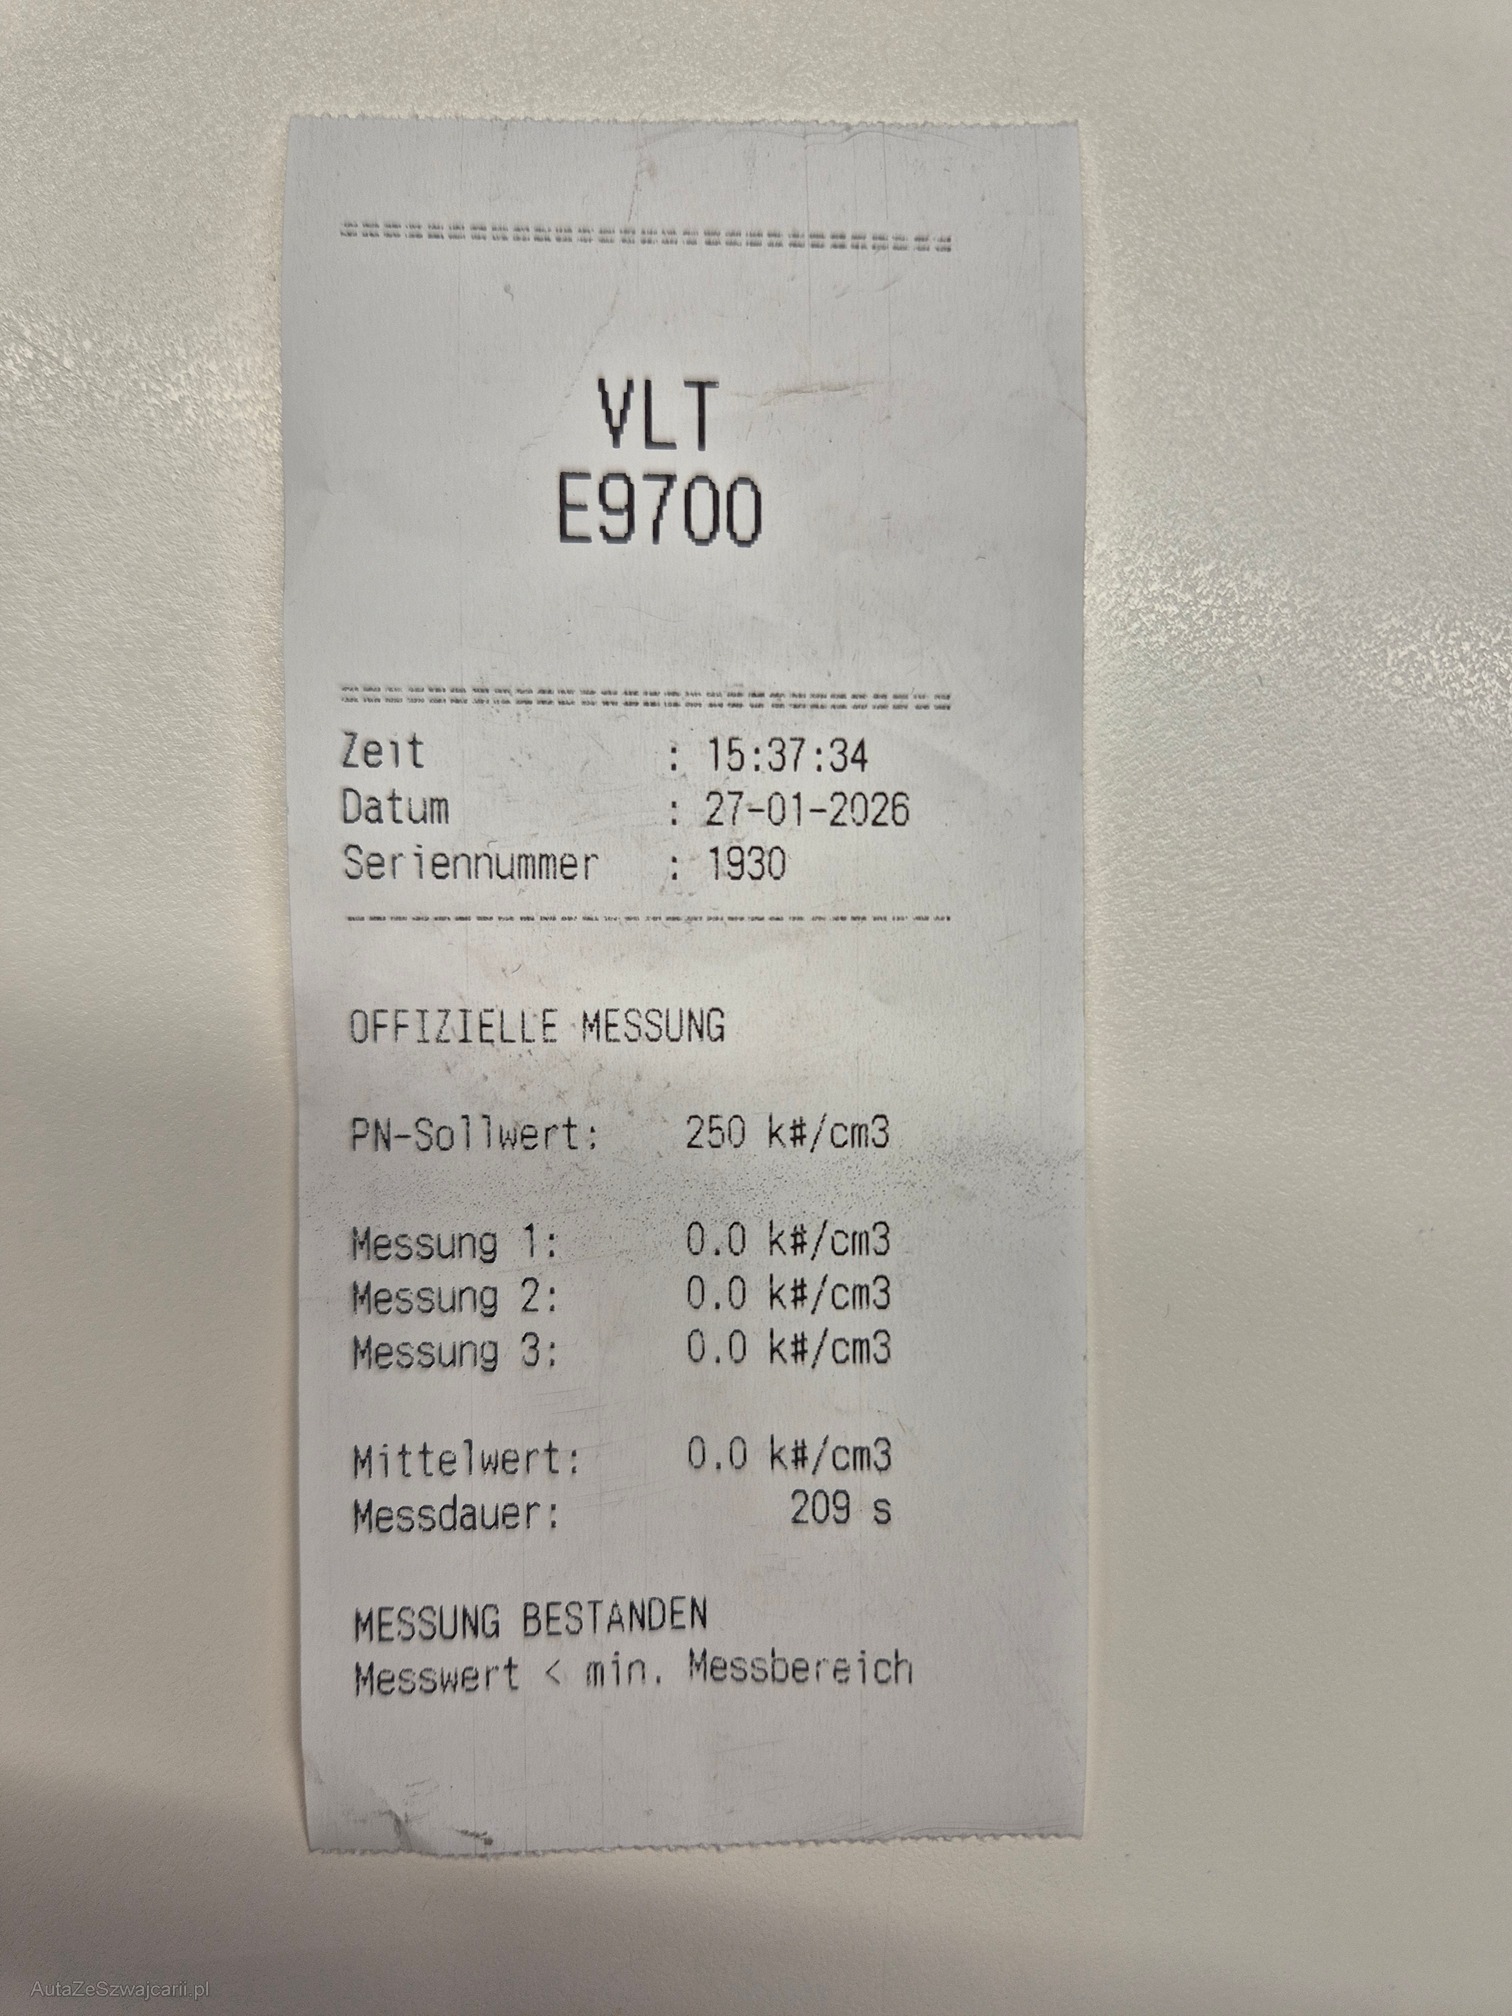 VLT
E9700
Zeit : 15:37:34
Datum : 27-01-2026
Seriennummer : 1930
OFFIZIELLE MESSUNG
PN-Sollwert: 250 k#/cm3
Messung 1: 0.0 k#/cm3
Messung 2: 0.0 k#/cm3
Messung 3: 0.0 k#/cm3
Mittelwert: 0.0 k#/cm3
Messdauer: 209 s
MESSUNG BESTANDEN
Messwert < min. Messbereich
AutaZeSzwajcarii.pl